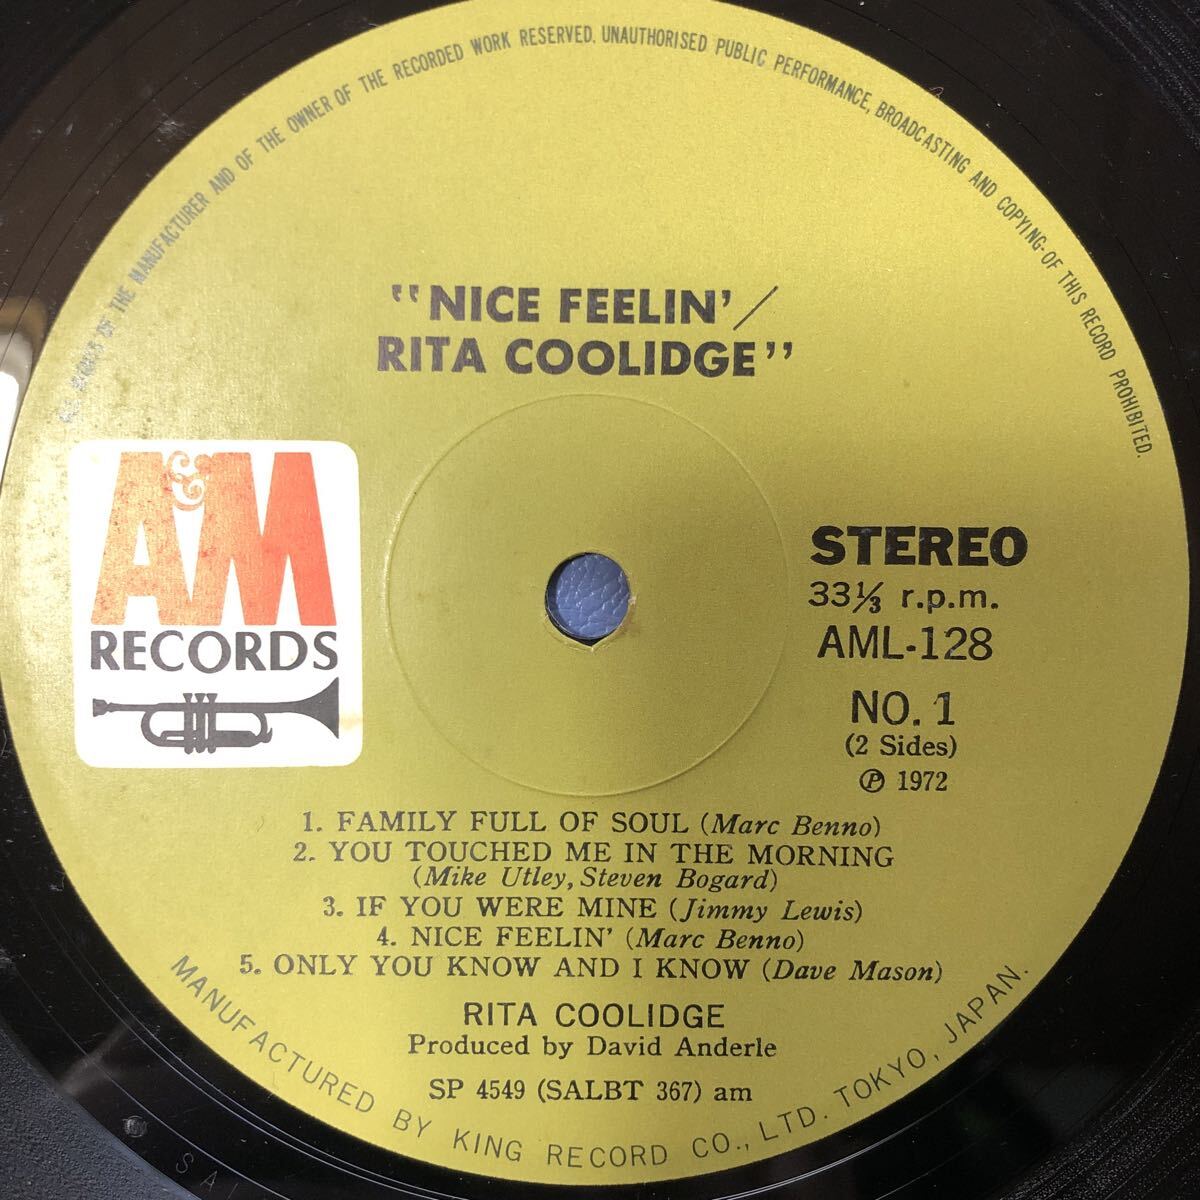 OF THE MANUFACTURER AND OF THE OWNER OF THE RECORDED WORK RESERVED. UNAUTHORISED PUBLIC PERFORMANCE, BROADCASTING AND COPYING-OF THIS RECORD PROHIBITED.
“NICE FEELIN’/
RITA COOLIDGE”
A&M
RECORDS
STEREO
33⅓ r.p.m.
AML-128
NO. 1
(2 Sides)
℗ 1972
1. FAMILY FULL OF SOUL (Marc Benno)
2. YOU TOUCHED ME IN THE MORNING
(Mike Utley, Steven Bogard)
3. IF YOU WERE MINE (Jimmy Lewis)
4. NICE FEELIN’ (Marc Benno)
5. ONLY YOU KNOW AND I KNOW (Dave Mason)
RITA COOLIDGE
Produced by David Anderle
SP 4549 (SALBT 367) am
MANUFACTURED BY KING RECORD CO., LTD. TOKYO, JAPAN.